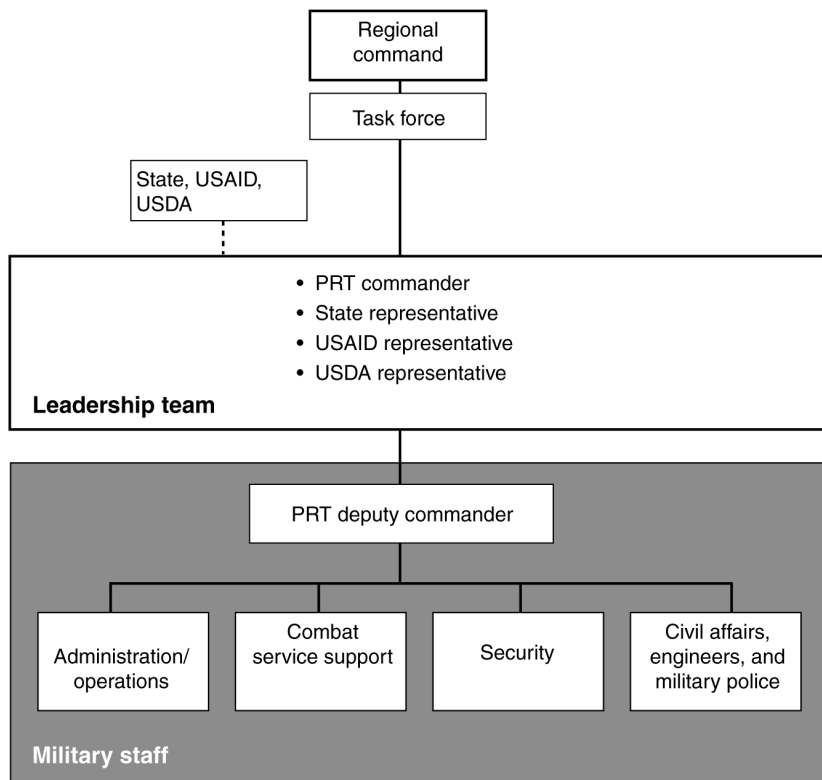 Regional
command
Task force
State, USAID,
USDA
• PRT commander
• State representative
• USAID representative
• USDA representative
Leadership team
PRT deputy commander
Administration/
operations
Combat
service support
Security
Civil affairs,
engineers, and
military police
Military staff